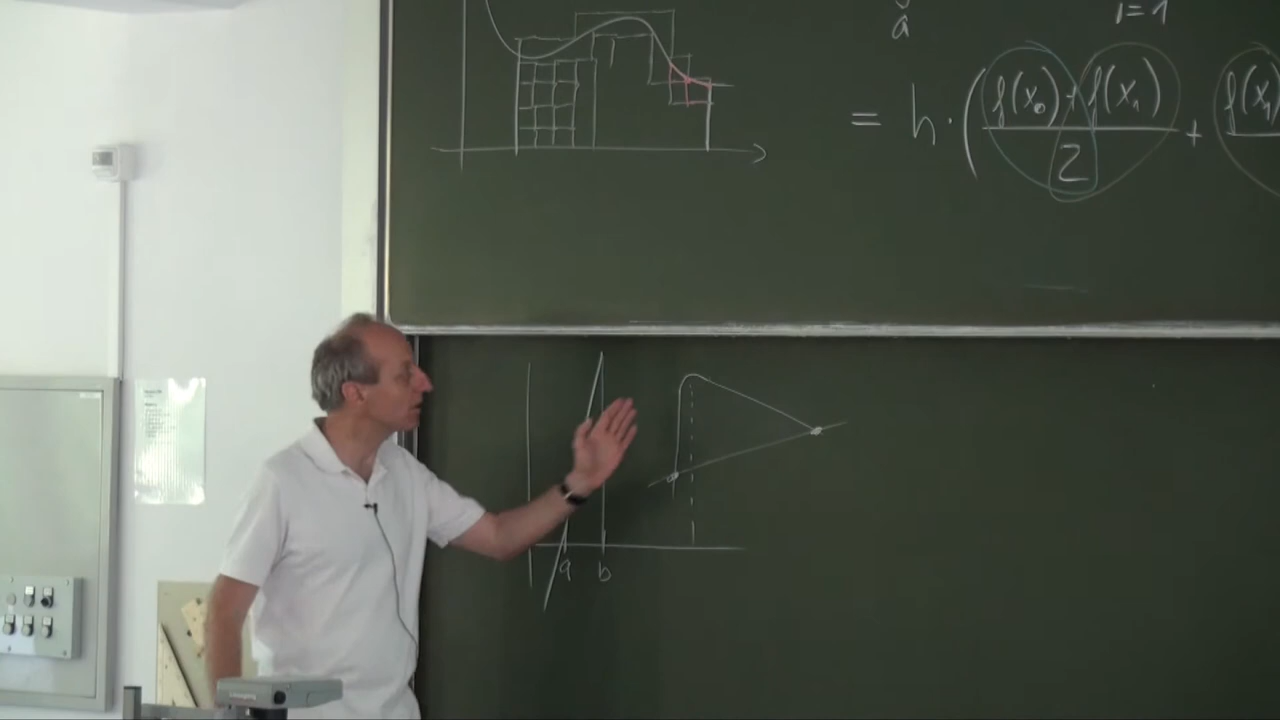 a
i=1
= h·(f(x₀)+f(x₁)/2 + f(x₁)
a b